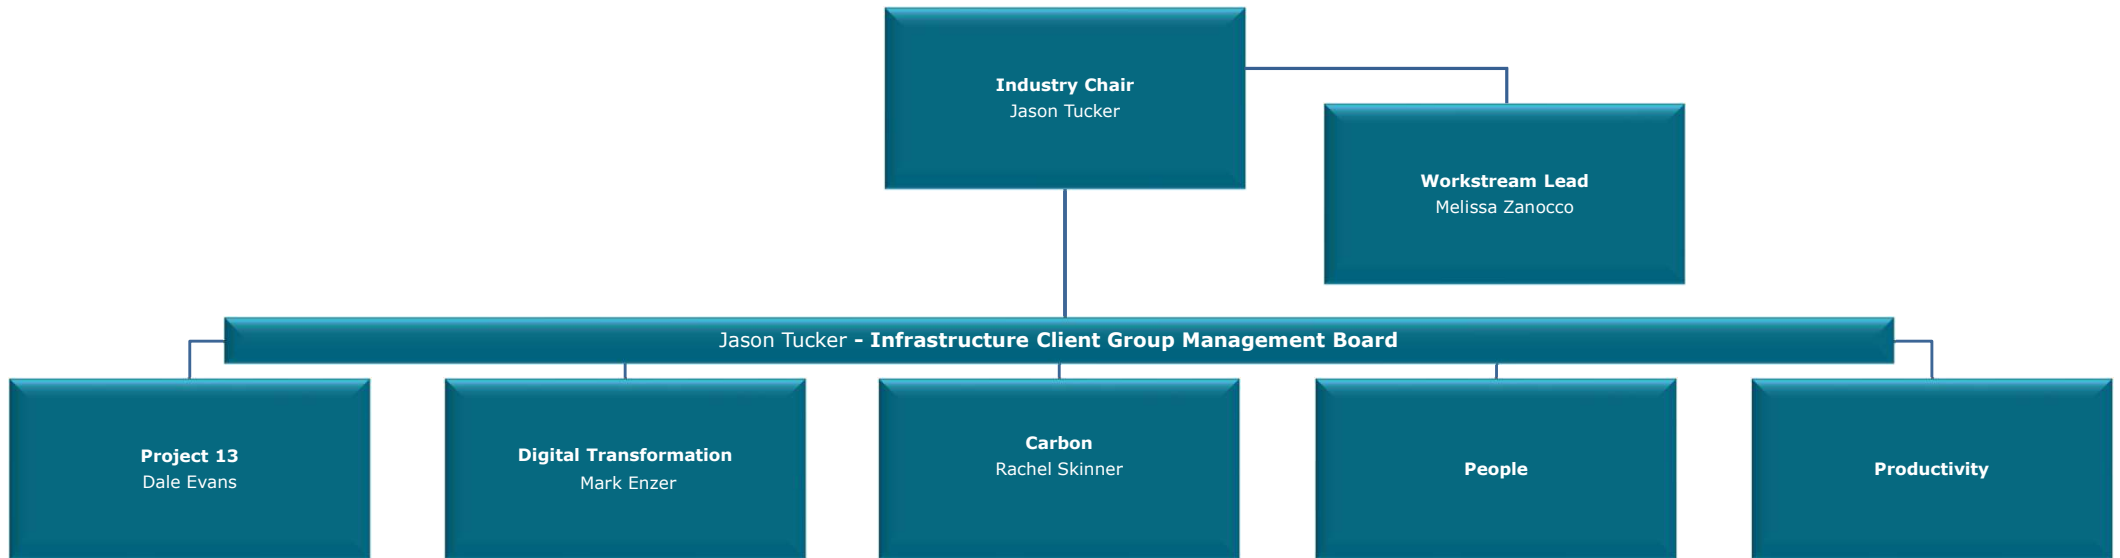 Industry Chair
Jason Tucker
Workstream Lead
Melissa Zanocco
Jason Tucker - Infrastructure Client Group Management Board
Project 13
Dale Evans
Digital Transformation
Mark Enzer
Carbon
Rachel Skinner
People
Productivity